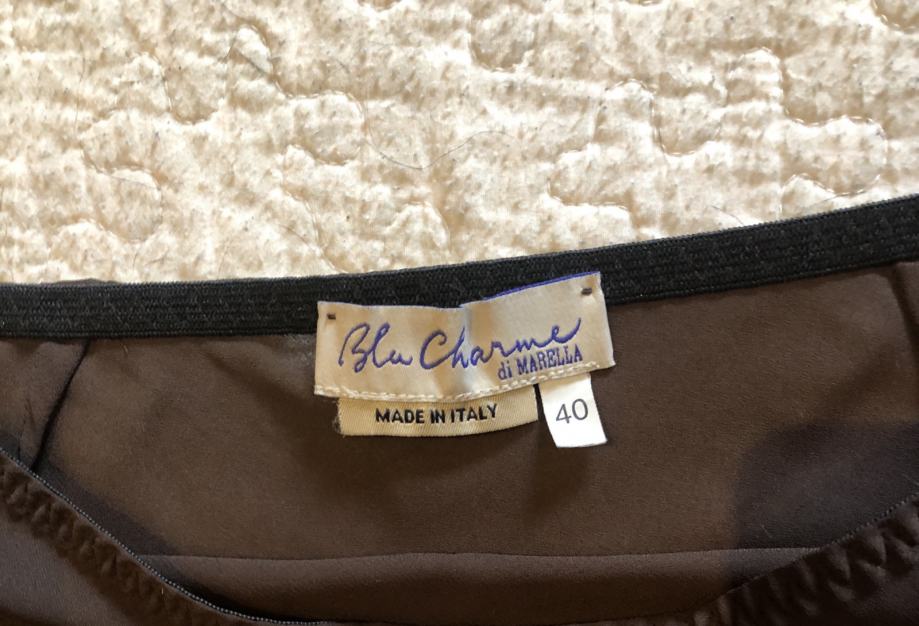 Blu Charme
di MARELLA
MADE IN ITALY
40